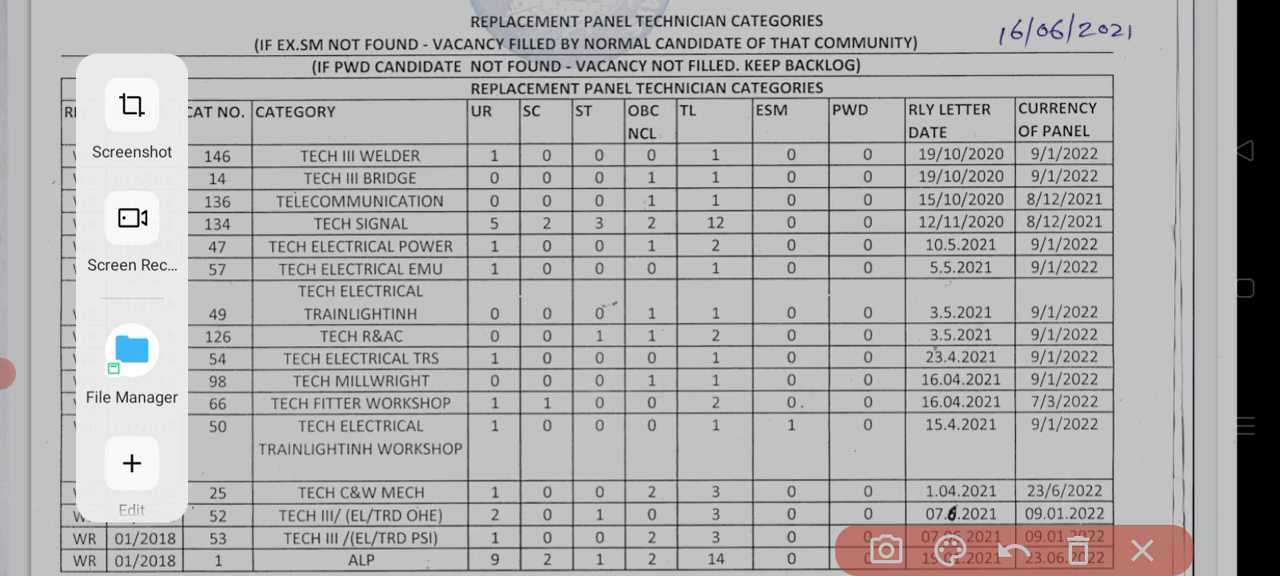 REPLACEMENT PANEL TECHNICIAN CATEGORIES
16/06/2021
(IF EX.SM NOT FOUND - VACANCY FILLED BY NORMAL CANDIDATE OF THAT COMMUNITY)
(IF PWD CANDIDATE NOT FOUND - VACANCY NOT FILLED. KEEP BACKLOG)
REPLACEMENT PANEL TECHNICIAN CATEGORIES
CAT NO. CATEGORY UR SC ST OBC NCL TL ESM PWD RLY LETTER DATE CURRENCY OF PANEL
146 TECH III WELDER 1 0 0 0 1 0 0 19/10/2020 9/1/2022
14 TECH III BRIDGE 0 0 0 1 1 0 0 19/10/2020 9/1/2022
136 TELECOMMUNICATION 0 0 0 1 1 0 0 15/10/2020 8/12/2021
134 TECH SIGNAL 5 2 3 2 12 0 0 12/11/2020 8/12/2021
47 TECH ELECTRICAL POWER 1 0 0 1 2 0 0 10.5.2021 9/1/2022
57 TECH ELECTRICAL EMU 1 0 0 0 1 0 0 5.5.2021 9/1/2022
TECH ELECTRICAL
49 TRAINLIGHTINH 0 0 0 1 1 0 0 3.5.2021 9/1/2022
126 TECH R&AC 0 0 1 1 2 0 0 3.5.2021 9/1/2022
54 TECH ELECTRICAL TRS 1 0 0 0 1 0 0 23.4.2021 9/1/2022
98 TECH MILLWRIGHT 0 0 0 1 1 0 0 16.04.2021 9/1/2022
66 TECH FITTER WORKSHOP 1 1 0 0 2 0. 0 16.04.2021 7/3/2022
50 TECH ELECTRICAL 1 0 0 0 1 1 0 15.4.2021 9/1/2022
TRAINLIGHTINH WORKSHOP
25 TECH C&W MECH 1 0 0 2 3 0 0 1.04.2021 23/6/2022
52 TECH III/ (EL/TRD OHE) 2 0 1 0 3 0 0 07.6.2021 09.01.2022
WR 01/2018 53 TECH III /(EL/TRD PSI) 1 0 0 2 3 0 0 07.06.2021 09.01.2022
WR 01/2018 1 ALP 9 2 1 2 14 0
Screenshot
Screen Rec...
File Manager
Edit